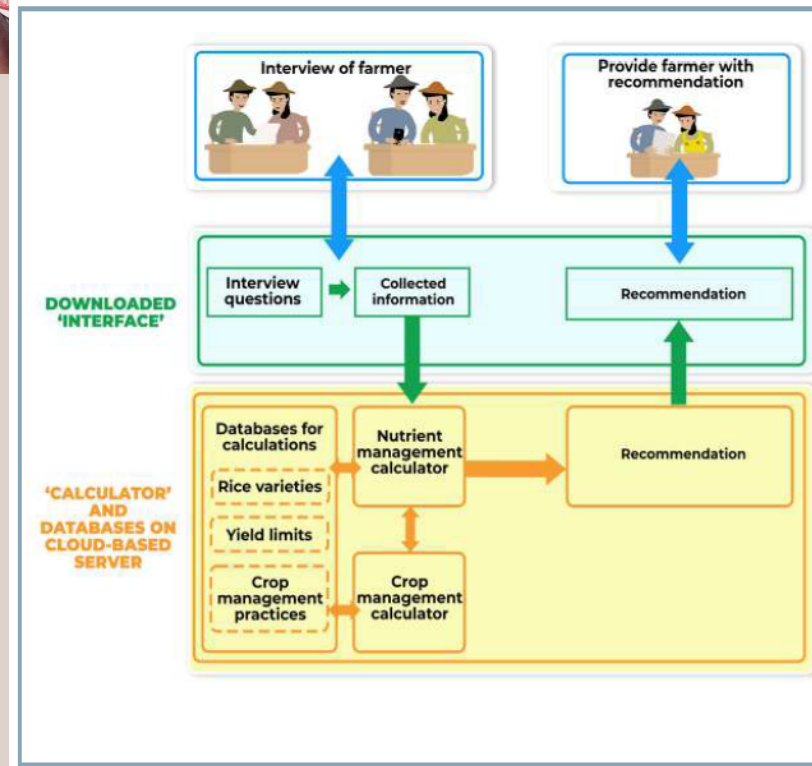 Interview of farmer
Provide farmer with
recommendation
DOWNLOADED
‘INTERFACE’
Interview
questions
Collected
information
Recommendation
‘CALCULATOR’
AND
DATABASES ON
CLOUD-BASED
SERVER
Databases for
calculations
Rice varieties
Yield limits
Crop
management
practices
Nutrient
management
calculator
Crop
management
calculator
Recommendation